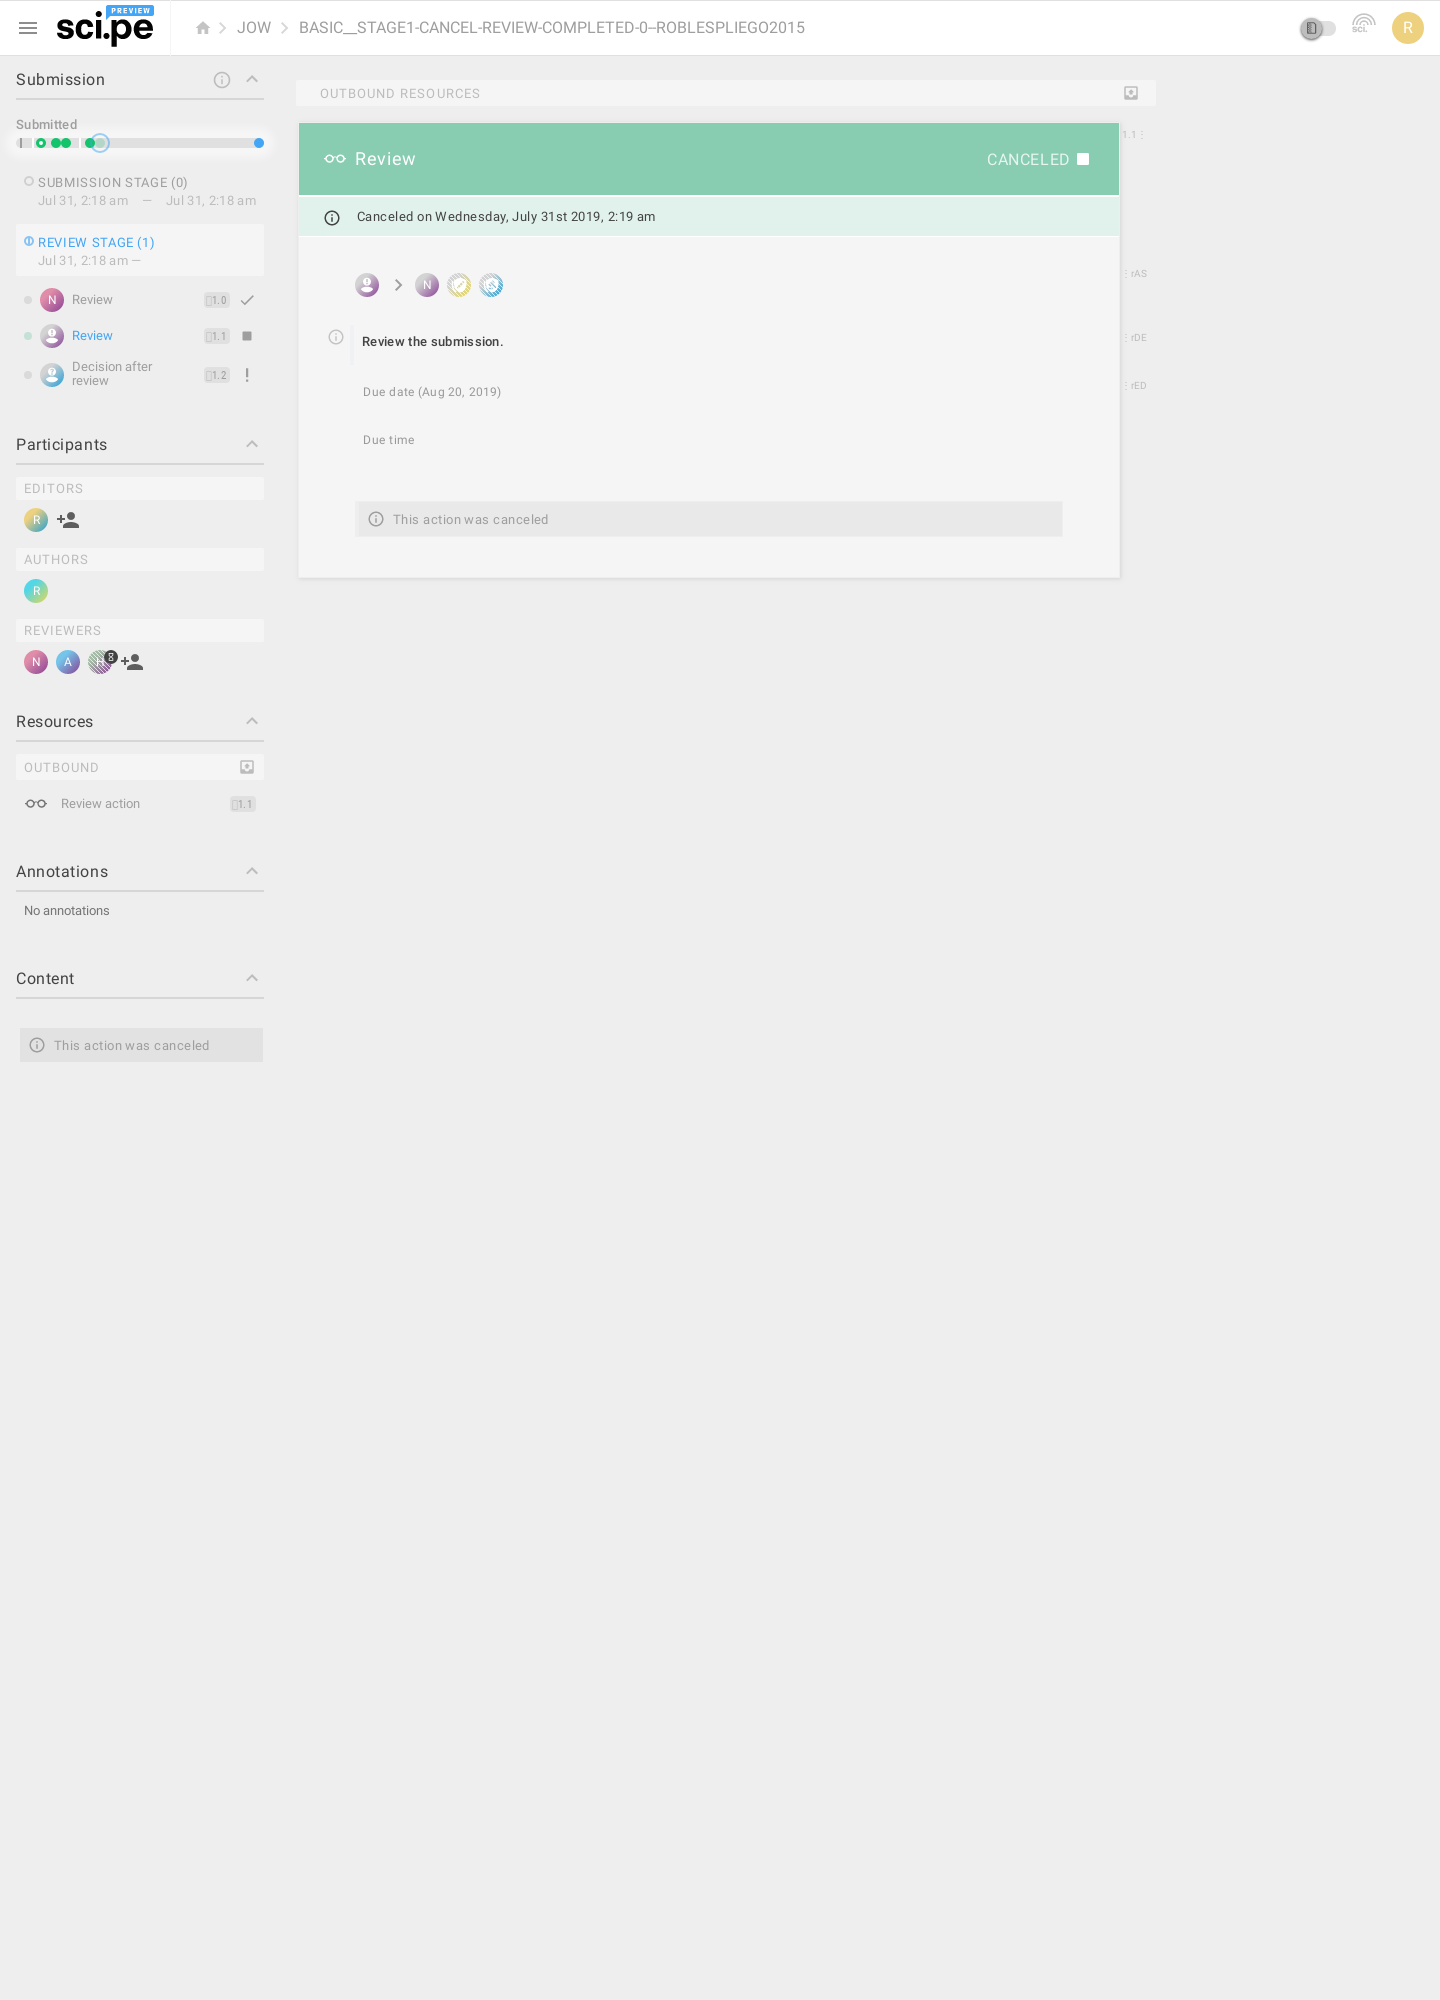 PREVIEW
sci.pe
JOW
BASIC__STAGE1-CANCEL-REVIEW-COMPLETED-0--ROBLESPLIEGO2015
sci.
R
Submission
Submitted
SUBMISSION STAGE (0)
Jul 31, 2:18 am — Jul 31, 2:18 am
REVIEW STAGE (1)
Jul 31, 2:18 am —
N Review 1.0
Review 1.1
Decision after
review
1.2
Participants
EDITORS
R
AUTHORS
R
REVIEWERS
N A H
Resources
OUTBOUND
Review action 1.1
Annotations
No annotations
Content
This action was canceled
OUTBOUND RESOURCES
Review CANCELED
Canceled on Wednesday, July 31st 2019, 2:19 am
N
Review the submission.
Due date (Aug 20, 2019)
Due time
This action was canceled
1.1
rAS
rDE
rED